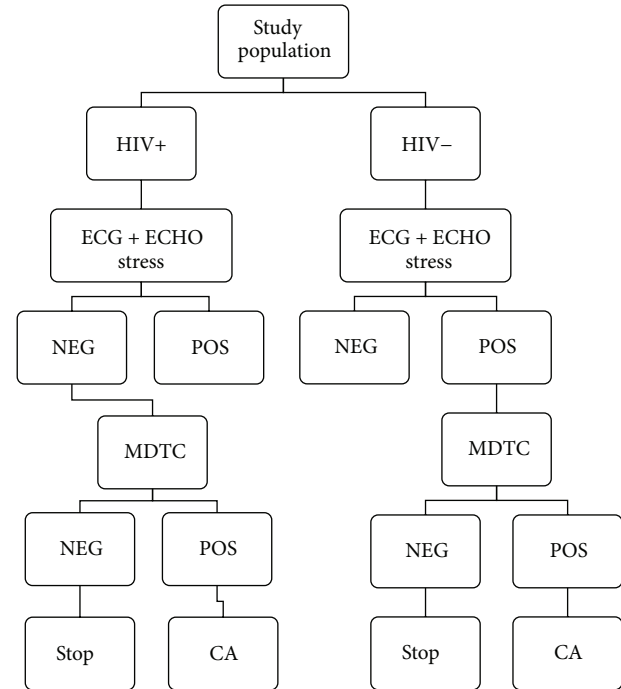 Study
population
HIV+
HIV−
ECG + ECHO
stress
ECG + ECHO
stress
NEG
POS
NEG
POS
MDTC
MDTC
NEG
POS
NEG
POS
Stop
CA
Stop
CA